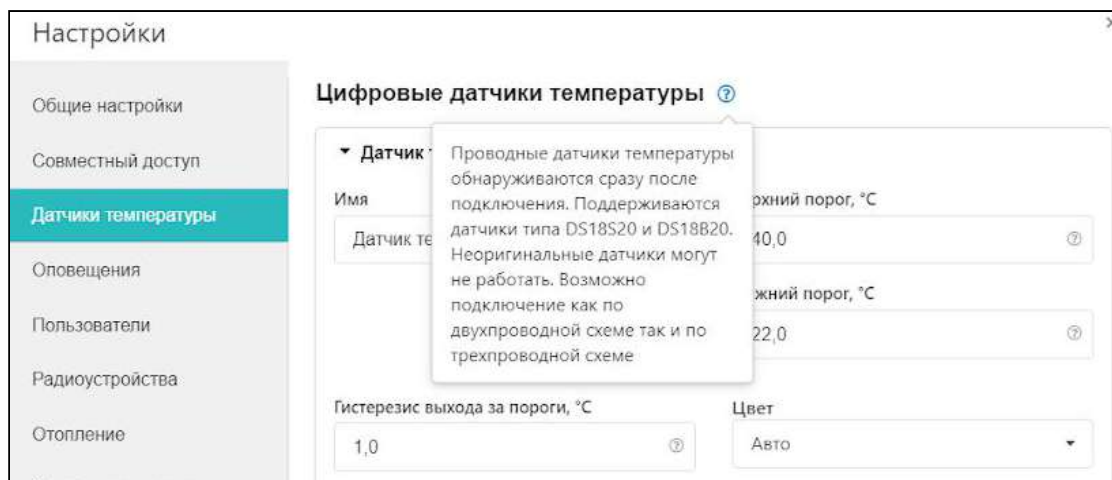 Настройки
Общие настройки
Совместный доступ
Датчики температуры
Оповещения
Пользователи
Радиоустройства
Отопление
Цифровые датчики температуры
Датчик
Проводные датчики температуры
обнаруживаются сразу после
подключения. Поддерживаются
датчики типа DS18S20 и DS18B20.
Неоригинальные датчики могут
не работать. Возможно
подключение как по
двухпроводной схеме так и по
трехпроводной схеме
Имя
Датчик те
рхний порог, °C
40,0
жний порог, °C
22,0
Гистерезис выхода за пороги, °C
1,0
Цвет
Авто